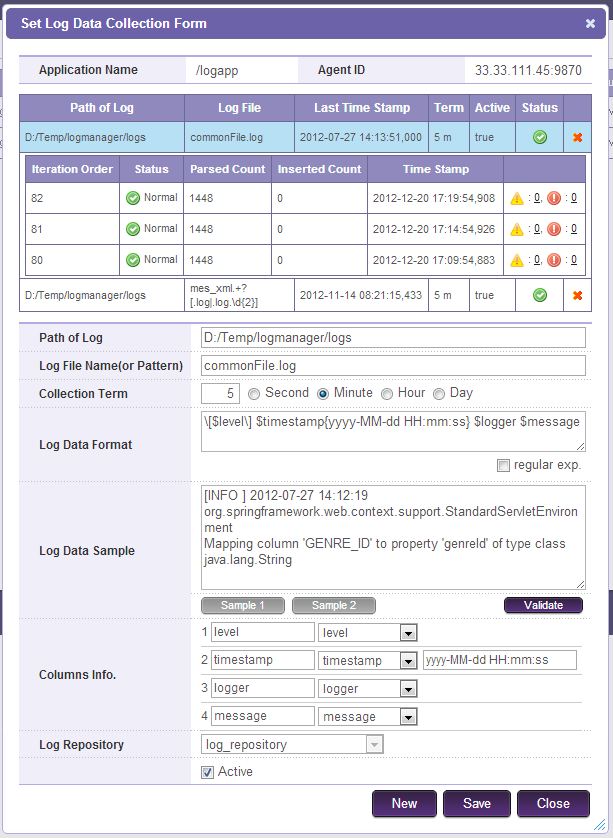 Set Log Data Collection Form
Application Name /logapp Agent ID 33.33.111.45:9870
Path of Log Log File Last Time Stamp Term Active Status
D:/Temp/logmanager/logs commonFile.log 2012-07-27 14:13:51,000 5 m true
Iteration Order Status Parsed Count Inserted Count Time Stamp
82 Normal 1448 0 2012-12-20 17:19:54,908 : 0, : 0
81 Normal 1448 0 2012-12-20 17:14:54,926 : 0, : 0
80 Normal 1448 0 2012-12-20 17:09:54,883 : 0, : 0
D:/Temp/logmanager/logs mes_xml.+? 2012-11-14 08:21:15,433 5 m true
[.log|.log.\d{2}]
Path of Log D:/Temp/logmanager/logs
Log File Name(or Pattern) commonFile.log
Collection Term 5 Second Minute Hour Day
Log Data Format \[$level\] $timestamp{yyyy-MM-dd HH:mm:ss} $logger $message
regular exp.
Log Data Sample
[INFO ] 2012-07-27 14:12:19
org.springframework.web.context.support.StandardServletEnviron
ment
Mapping column 'GENRE_ID' to property 'genreId' of type class
java.lang.String
Sample 1 Sample 2 Validate
Columns Info.
1 level level
2 timestamp timestamp yyyy-MM-dd HH:mm:ss
3 logger logger
4 message message
Log Repository log_repository
Active
New Save Close